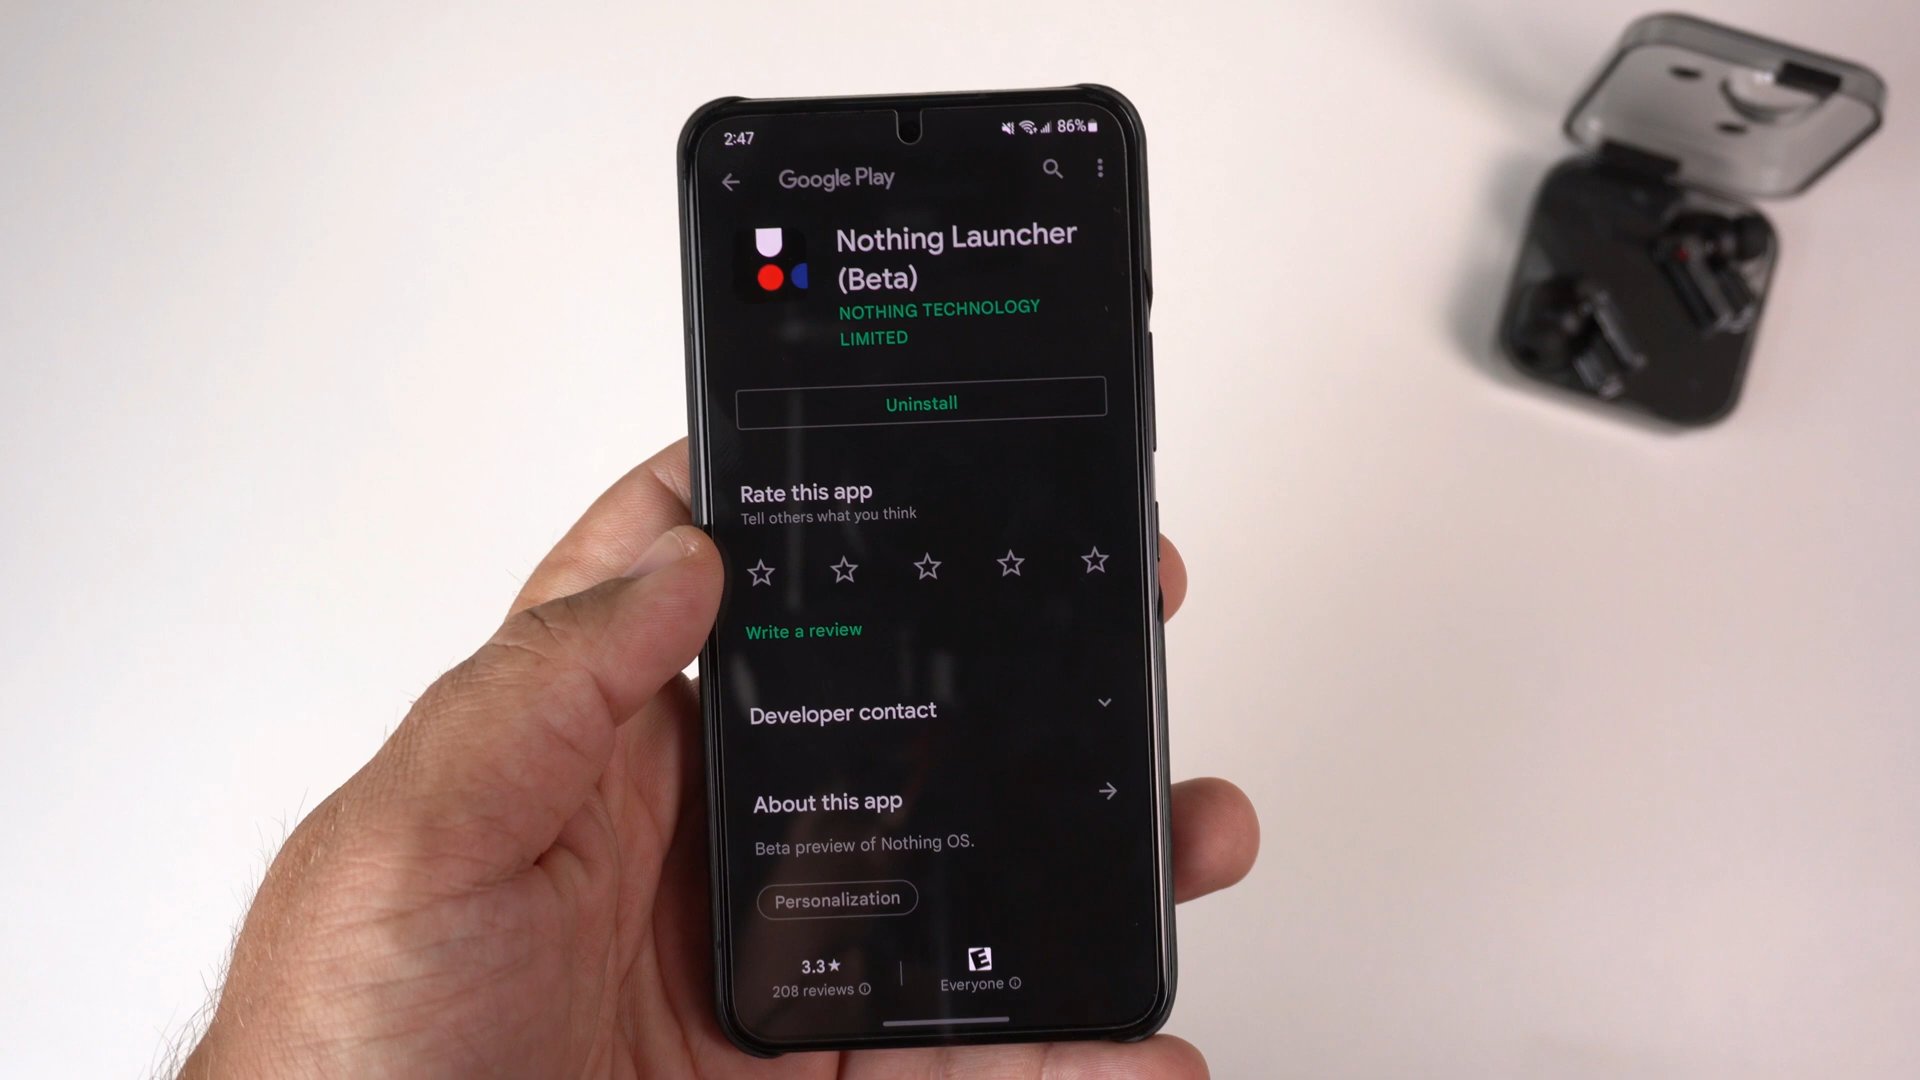 2:47
86%
Google Play
Nothing Launcher
(Beta)
NOTHING TECHNOLOGY
LIMITED
Uninstall
Rate this app
Tell others what you think
Write a review
Developer contact
About this app
Beta preview of Nothing OS.
Personalization
3.3★
E
208 reviews
Everyone